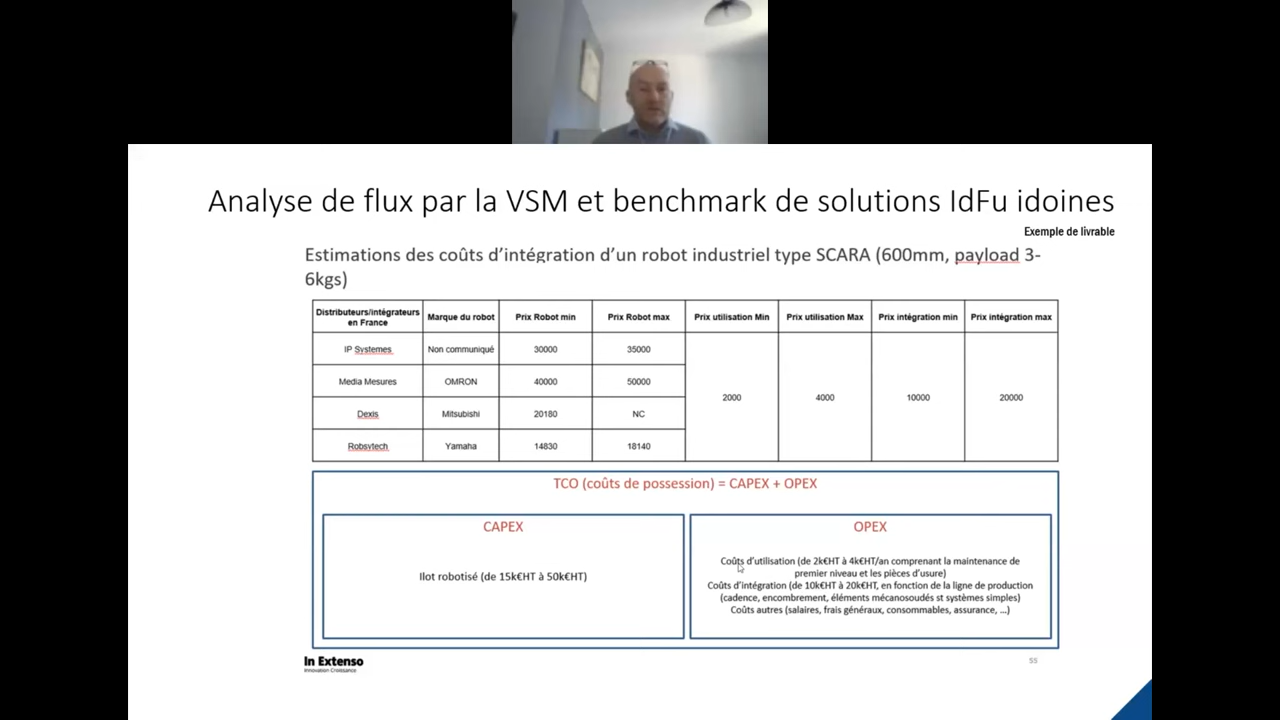 Analyse de flux par la VSM et benchmark de solutions IdFu idoines
Exemple de livrable
Estimations des coûts d'intégration d'un robot industriel type SCARA (600mm, payload 3-
6kgs)
Distributeurs/intégrateurs en France Marque du robot Prix Robot min Prix Robot max Prix utilisation Min Prix utilisation Max Prix intégration min Prix intégration max
IP Systemes Non communiqué 30000 35000
Media Mesures OMRON 40000 50000
2000 4000 10000 20000
Dexis Mitsubishi 20180 NC
Robsytech Yamaha 14830 18140
TCO (coûts de possession) = CAPEX + OPEX
CAPEX
Ilot robotisé (de 15k€HT à 50k€HT)
OPEX
Coûts d'utilisation (de 2k€HT à 4k€HT/an comprenant la maintenance de
premier niveau et les pièces d'usure)
Coûts d'intégration (de 10k€HT à 20k€HT, en fonction de la ligne de production
(cadence, encombrement, éléments mécanosoudés st systèmes simples)
Coûts autres (salaires, frais généraux, consommables, assurance, ...)
In Extenso
Innovation Croissance
55